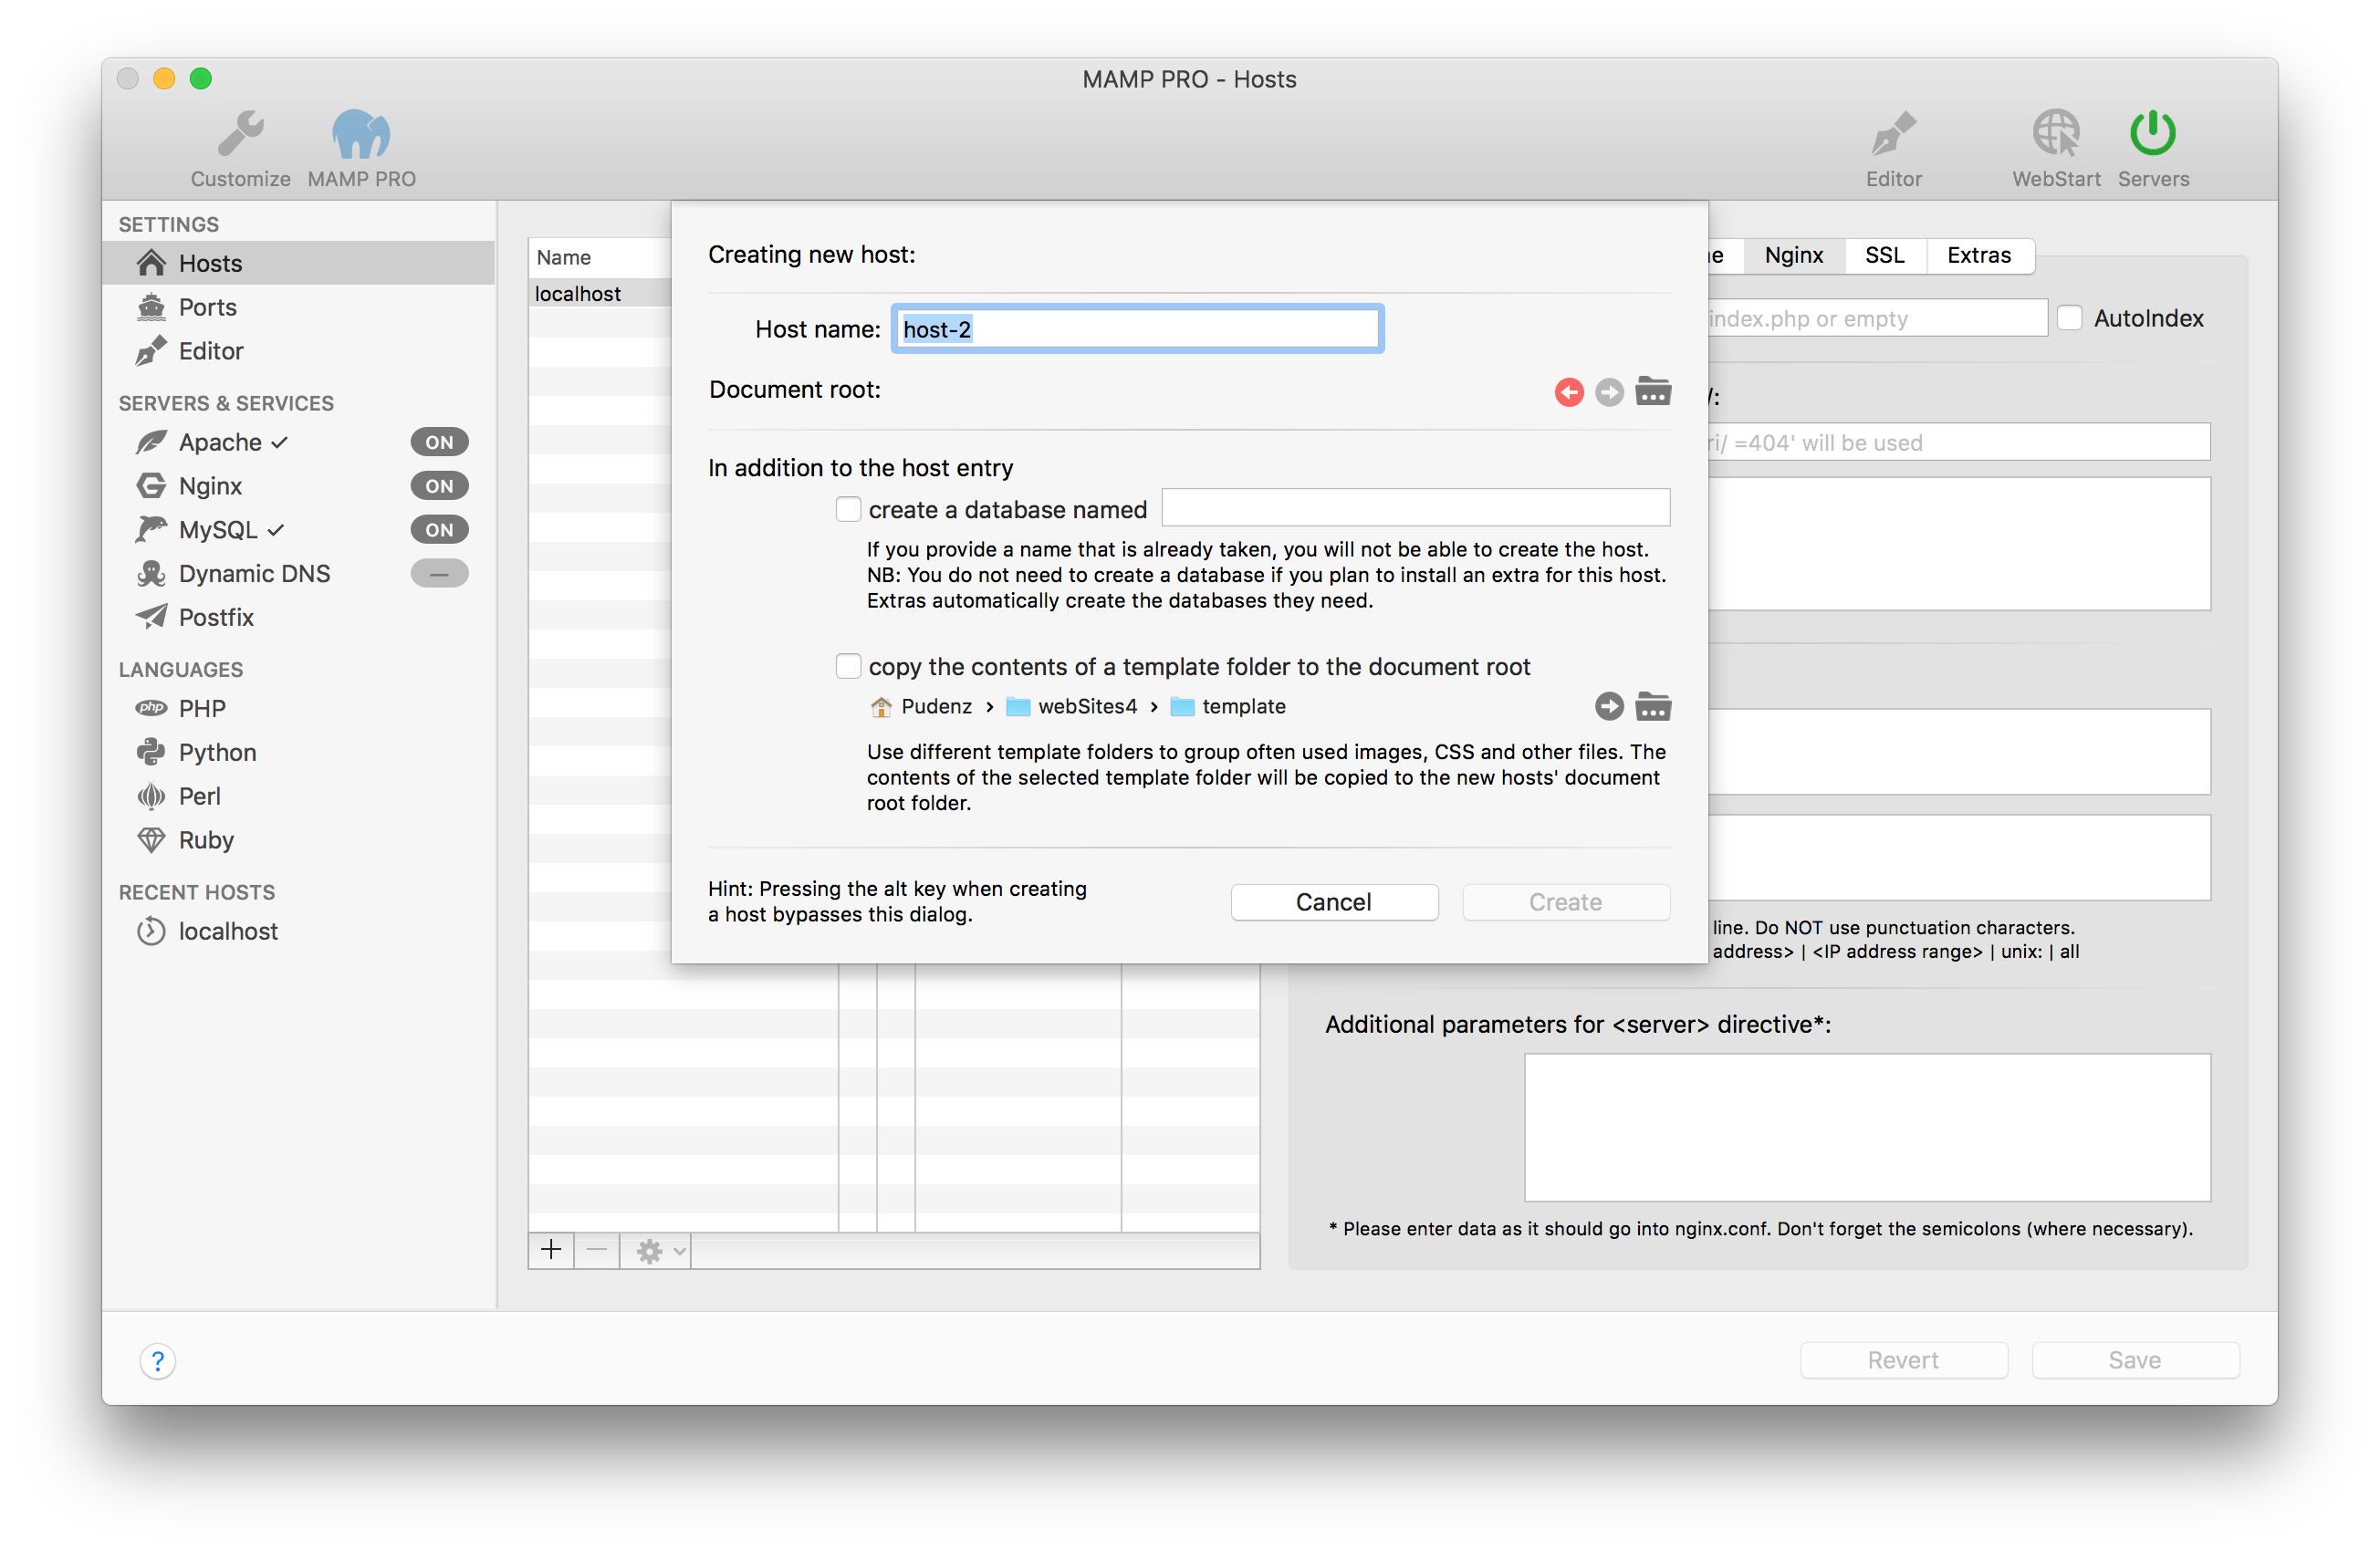 MAMP PRO - Hosts
Customize
MAMP PRO
Editor
WebStart
Servers
SETTINGS
Hosts
Ports
Editor
SERVERS & SERVICES
Apache ✓ ON
Nginx ON
MySQL ✓ ON
Dynamic DNS —
Postfix
LANGUAGES
php PHP
Python
Perl
Ruby
RECENT HOSTS
localhost
Name
localhost
Creating new host:
Host name: host-2
Document root:
In addition to the host entry
create a database named
If you provide a name that is already taken, you will not be able to create the host.
NB: You do not need to create a database if you plan to install an extra for this host.
Extras automatically create the databases they need.
copy the contents of a template folder to the document root
Pudenz › webSites4 › template
Use different template folders to group often used images, CSS and other files. The
contents of the selected template folder will be copied to the new hosts' document
root folder.
Hint: Pressing the alt key when creating
a host bypasses this dialog.
Cancel
Create
Nginx
SSL
Extras
index.php or empty
AutoIndex
/:
ri/ =404' will be used
line. Do NOT use punctuation characters.
address> | <IP address range> | unix: | all
Additional parameters for <server> directive*:
* Please enter data as it should go into nginx.conf. Don't forget the semicolons (where necessary).
?
Revert
Save